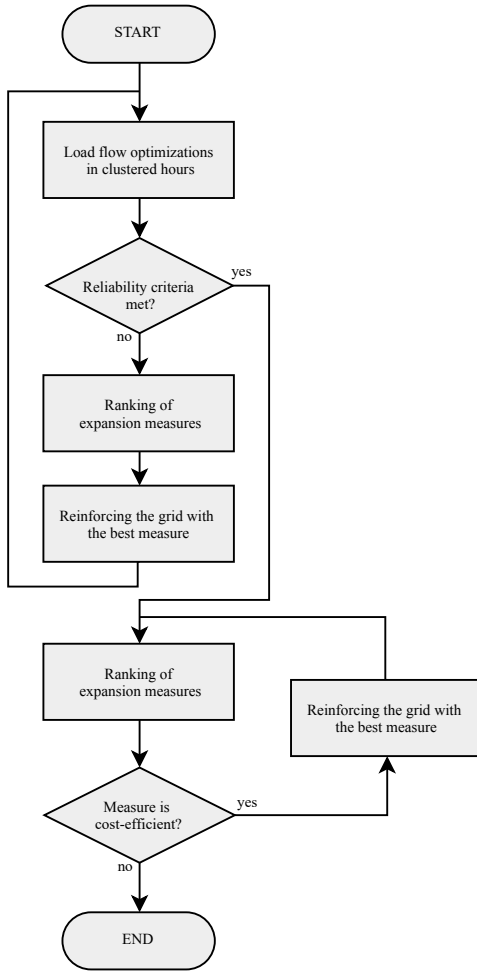 START
Load flow optimizations
in clustered hours
Reliability criteria
met?
yes
no
Ranking of
expansion measures
Reinforcing the grid with
the best measure
Ranking of
expansion measures
Reinforcing the grid with
the best measure
Measure is
cost-efficient?
yes
no
END